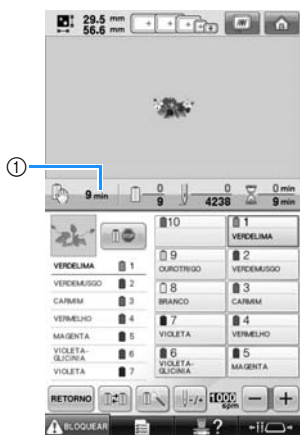 29.5 mm
56.6 mm
①
9 min
0
9
0
4238
0 min
9 min
10
1
VERDELIMA
VERDELIMA 1
9
OUROTRIGO
2
VERDEMUSGO
VERDEMUSGO 2
CARMIM 3
8
BRANCO
3
CARMIM
VERMELHO 4
7
VIOLETA
4
VERMELHO
MAGENTA 5
VIOLETA-GLICINIA 6
6
VIOLETA-GLICINIA
5
MAGENTA
VIOLETA 7
RETORNO
-/+
1000 spm
- +
BLOQUEAR
?